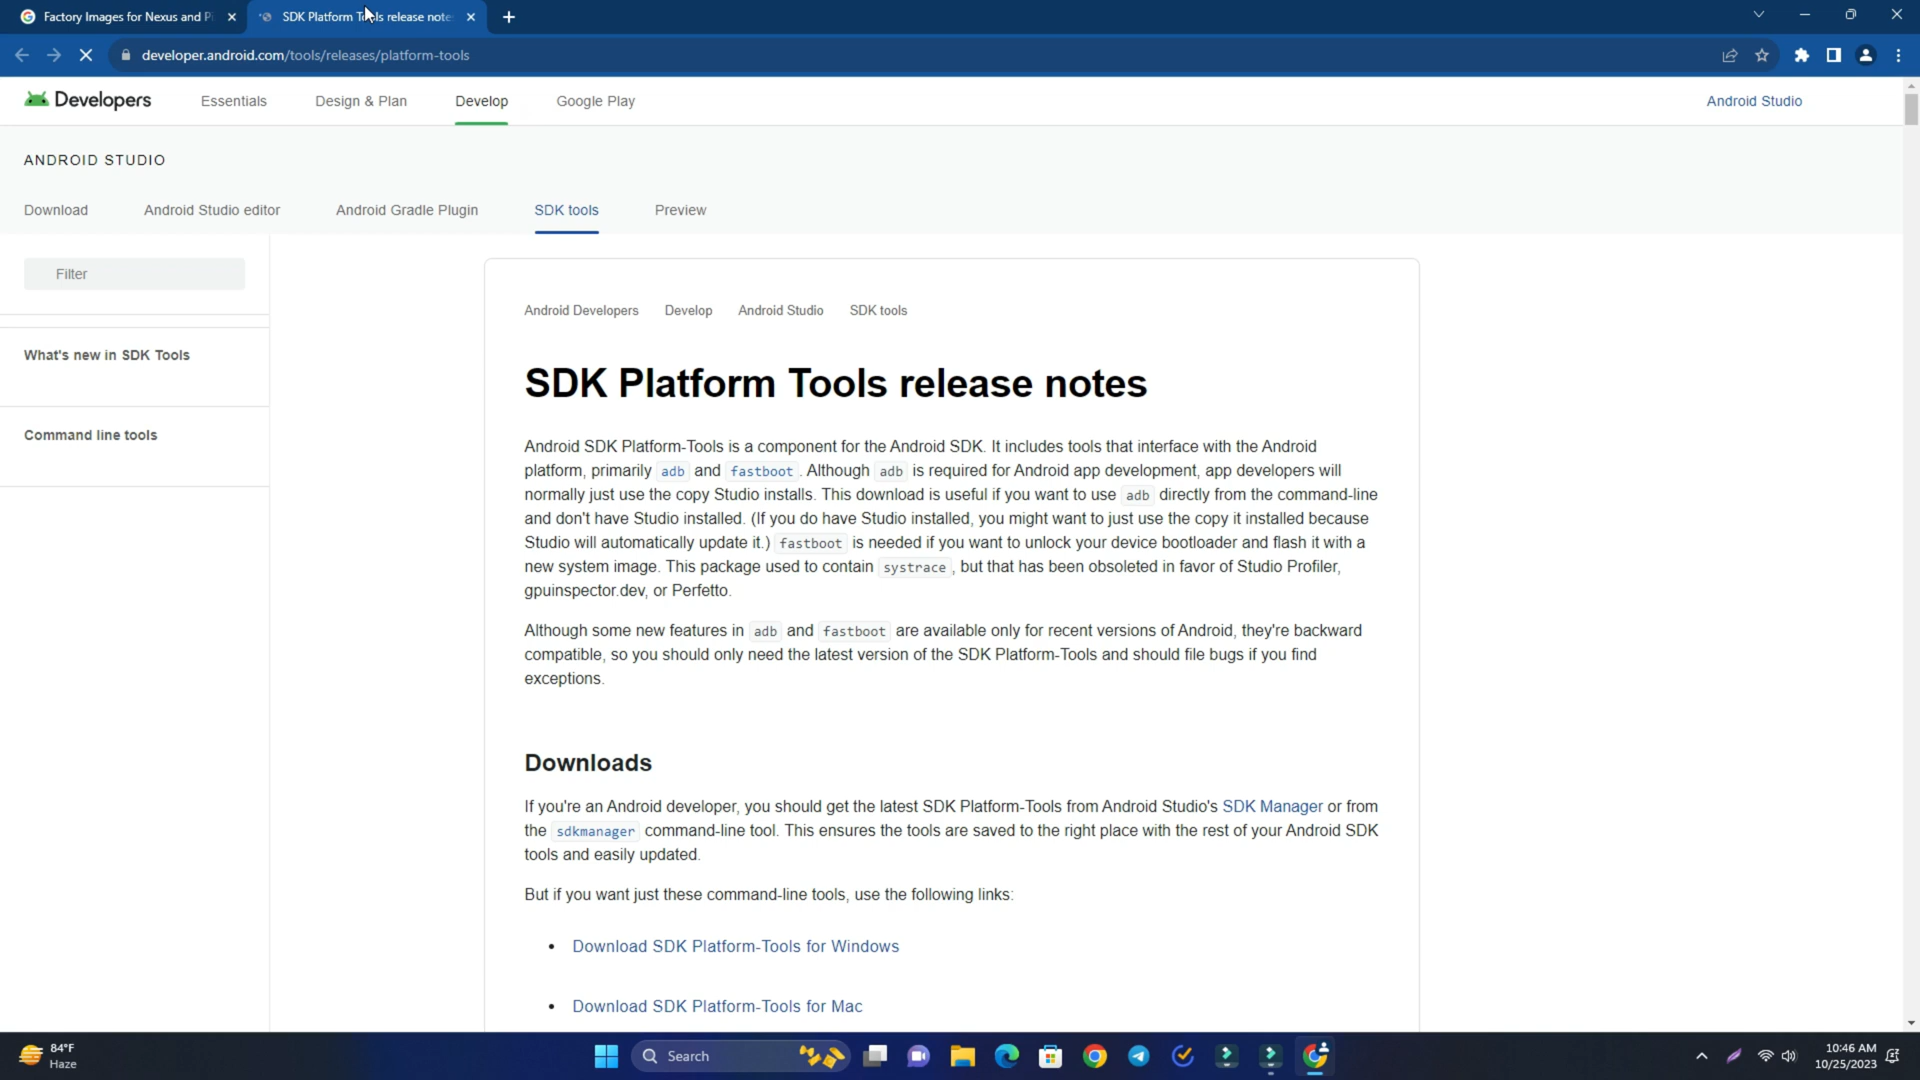 Factory Images for Nexus and Pi
SDK Platform Tools release note
developer.android.com/tools/releases/platform-tools
Developers
Essentials
Design & Plan
Develop
Google Play
Android Studio
ANDROID STUDIO
Download
Android Studio editor
Android Gradle Plugin
SDK tools
Preview
Filter
What's new in SDK Tools
Command line tools
Android Developers
Develop
Android Studio
SDK tools
SDK Platform Tools release notes
Android SDK Platform-Tools is a component for the Android SDK. It includes tools that interface with the Android
platform, primarily adb and fastboot. Although adb is required for Android app development, app developers will
normally just use the copy Studio installs. This download is useful if you want to use adb directly from the command-line
and don't have Studio installed. (If you do have Studio installed, you might want to just use the copy it installed because
Studio will automatically update it.) fastboot is needed if you want to unlock your device bootloader and flash it with a
new system image. This package used to contain systrace, but that has been obsoleted in favor of Studio Profiler,
gpuinspector.dev, or Perfetto.
Although some new features in adb and fastboot are available only for recent versions of Android, they're backward
compatible, so you should only need the latest version of the SDK Platform-Tools and should file bugs if you find
exceptions.
Downloads
If you're an Android developer, you should get the latest SDK Platform-Tools from Android Studio's SDK Manager or from
the sdkmanager command-line tool. This ensures the tools are saved to the right place with the rest of your Android SDK
tools and easily updated.
But if you want just these command-line tools, use the following links:
• Download SDK Platform-Tools for Windows
• Download SDK Platform-Tools for Mac
84°F
Haze
Search
10:46 AM
10/25/2023